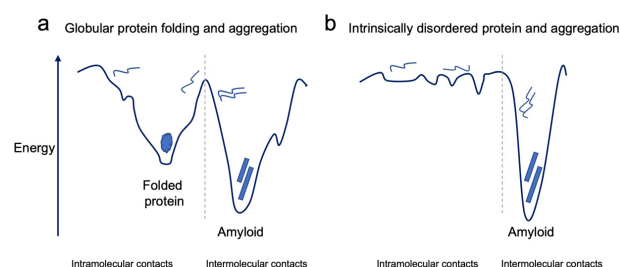 a Globular protein folding and aggregation
b Intrinsically disordered protein and aggregation
Energy
Folded
protein
Amyloid
Amyloid
Intramolecular contacts
Intermolecular contacts
Intramolecular contacts
Intermolecular contacts